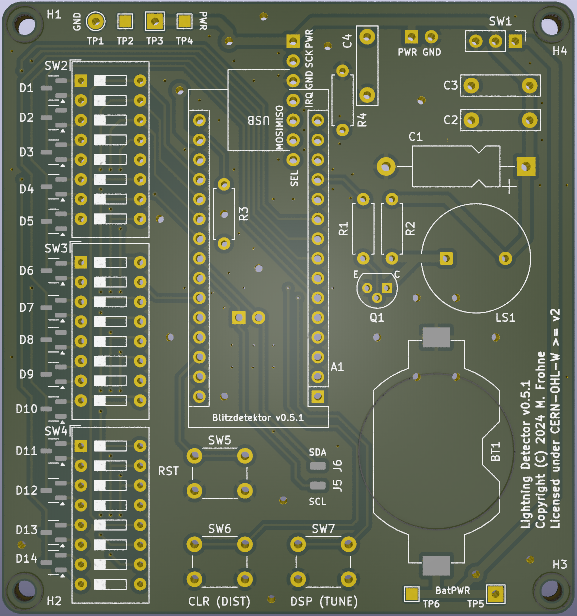 H1
GND
TP1
TP2
TP3
TP4
PWR
PWR
SCK
GND
IRQ
MISO
MOSI
SEL
USB
C4
R4
PWR GND
SW1
H4
C3
C2
C1
SW2
D1
D2
D3
D4
D5
R3
R1
R2
E
C
Q1
LS1
SW3
D6
D7
D8
D9
D10
A1
Blitzdetektor v0.5.1
SW4
D11
D12
D13
D14
SW5
RST
SDA
J6
J5
SCL
BT1
SW6
SW7
CLR (DIST)
DSP (TUNE)
BatPWR
TP6
TP5
H2
H3
Lightning Detector v0.5.1
Copyright (C) 2024 M. Frohne
Licensed under CERN-OHL-W >= v2